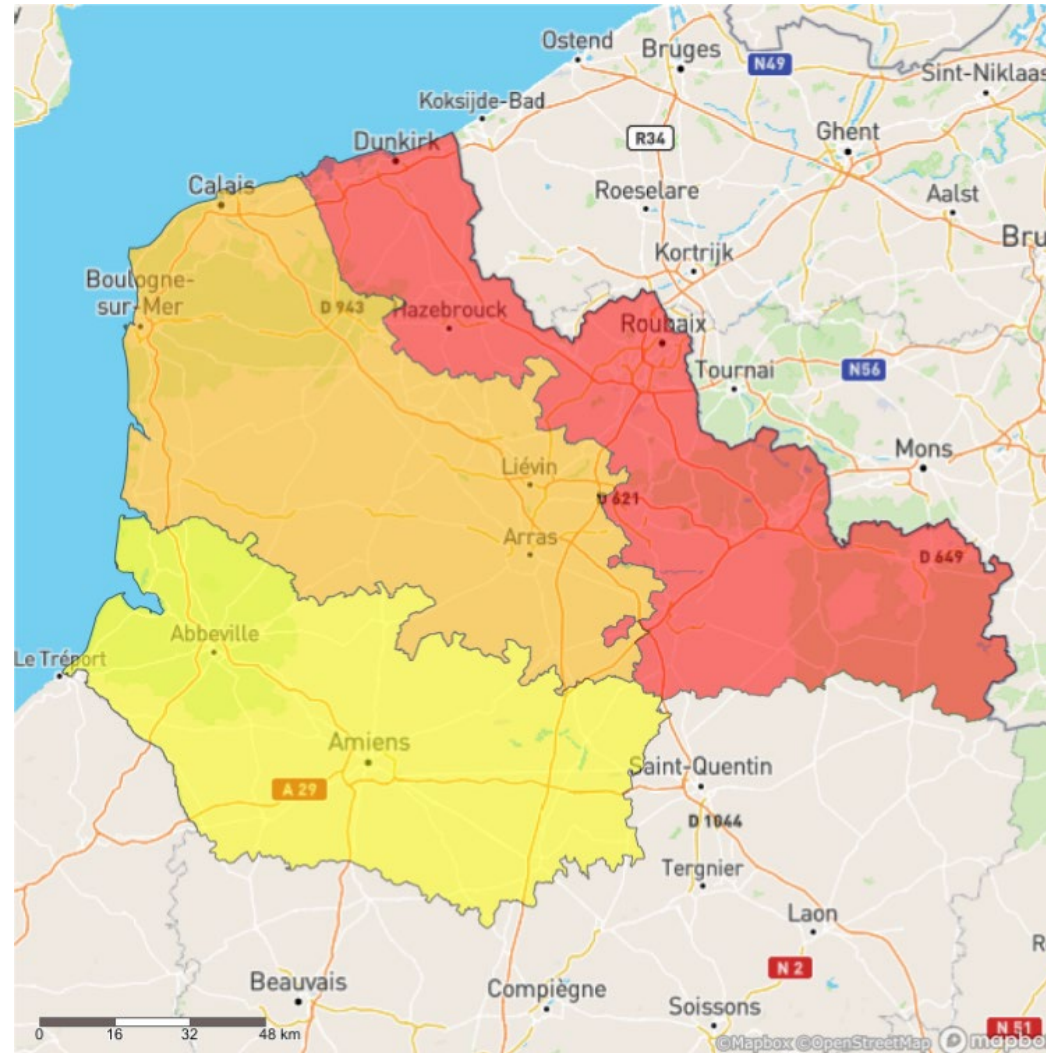 Ostend
Bruges
N49
Sint-Niklaas
Koksijde-Bad
Dunkirk
R34
Ghent
Calais
Roeselare
Aalst
Kortrijk
Bru
Boulogne-
sur-Mer
D 943
Hazebrouck
Roubaix
Tournai
N56
Mons
Liévin
D 621
Arras
D 649
Abbeville
Le Tréport
Amiens
Saint-Quentin
A 29
D 1044
Tergnier
Laon
R
N 2
Beauvais
Compiègne
Soissons
N 51
0 16 32 48 km
©Mapbox ©OpenStreetMap mapbo